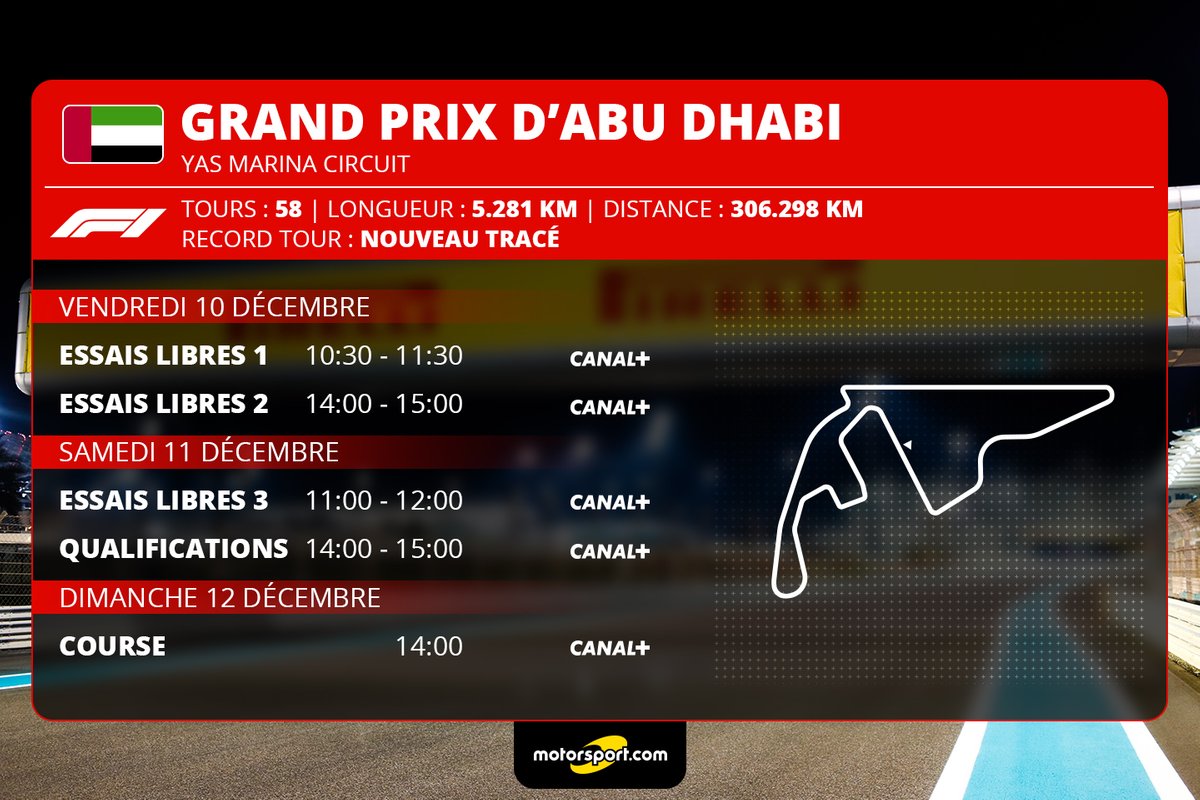 GRAND PRIX D’ABU DHABI
YAS MARINA CIRCUIT
F1
TOURS : 58 | LONGUEUR : 5.281 KM | DISTANCE : 306.298 KM
RECORD TOUR : NOUVEAU TRACÉ
VENDREDI 10 DÉCEMBRE
ESSAIS LIBRES 1 10:30 - 11:30 CANAL+
ESSAIS LIBRES 2 14:00 - 15:00 CANAL+
SAMEDI 11 DÉCEMBRE
ESSAIS LIBRES 3 11:00 - 12:00 CANAL+
QUALIFICATIONS 14:00 - 15:00 CANAL+
DIMANCHE 12 DÉCEMBRE
COURSE 14:00 CANAL+
motorsport.com